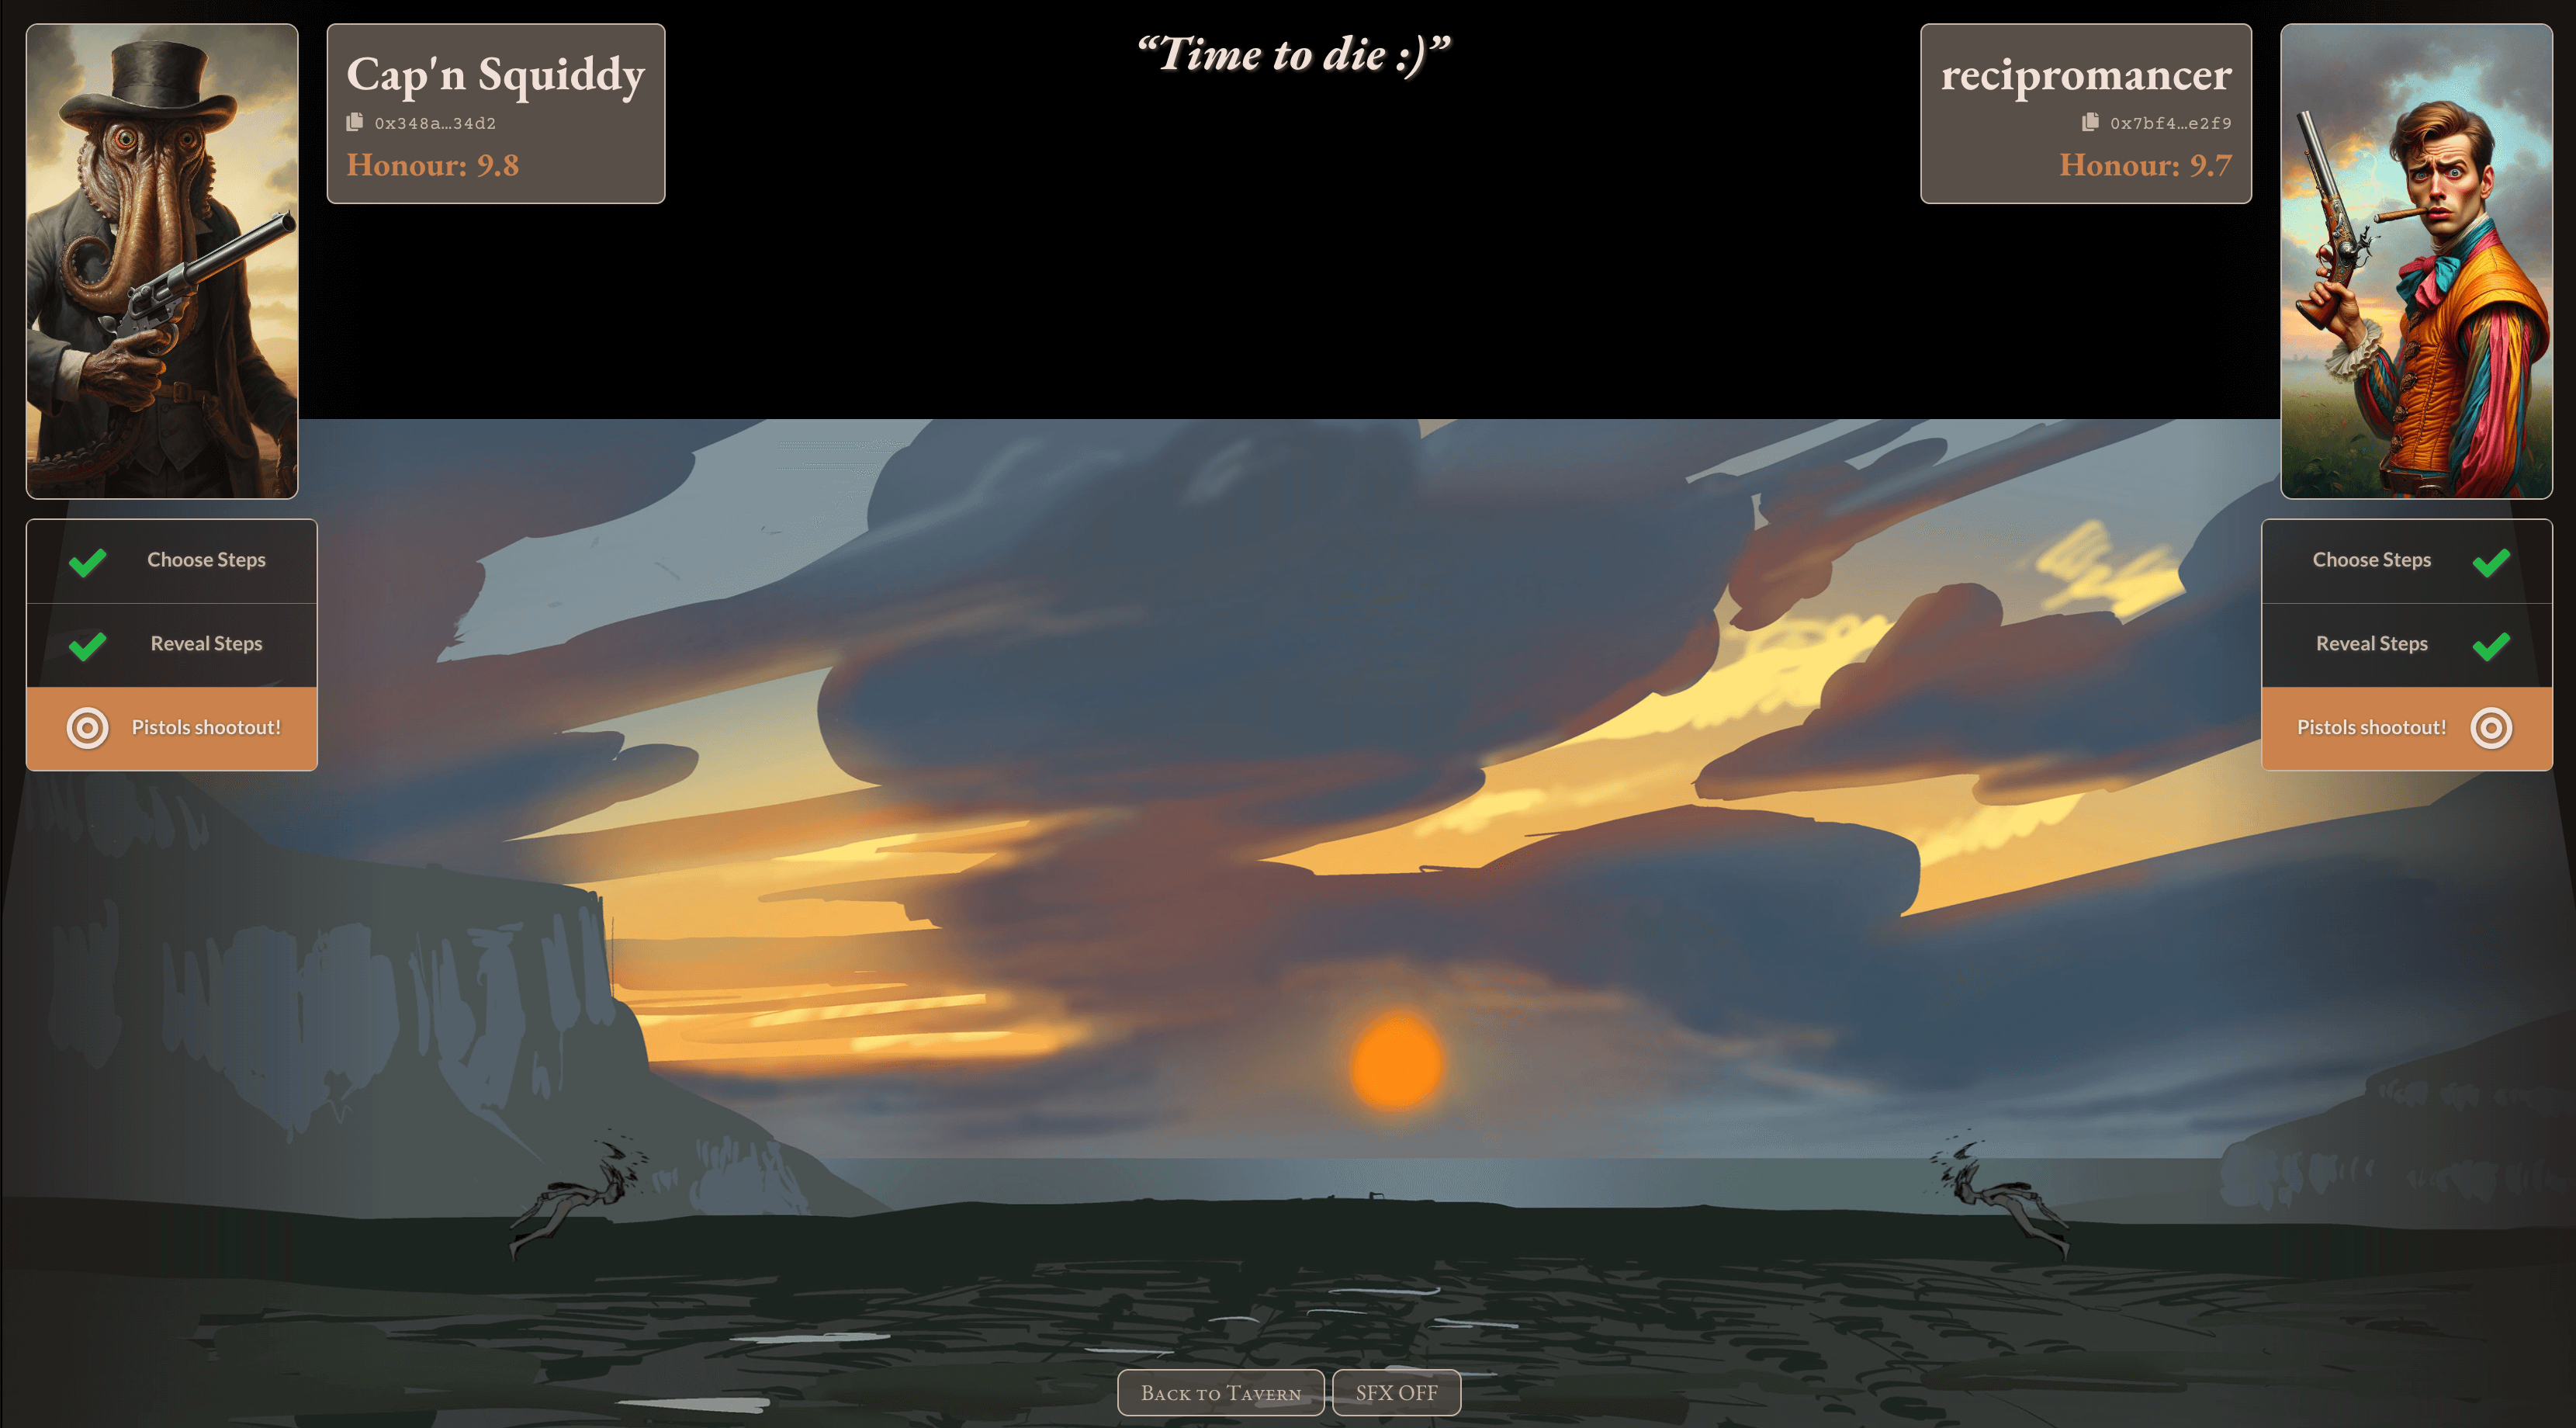 Cap'n Squiddy
0x348a…34d2
Honour: 9.8
“Time to die :)”
recipromancer
0x7bf4…e2f9
Honour: 9.7
Choose Steps
Reveal Steps
Pistols shootout!
Choose Steps
Reveal Steps
Pistols shootout!
Back to Tavern
SFX OFF